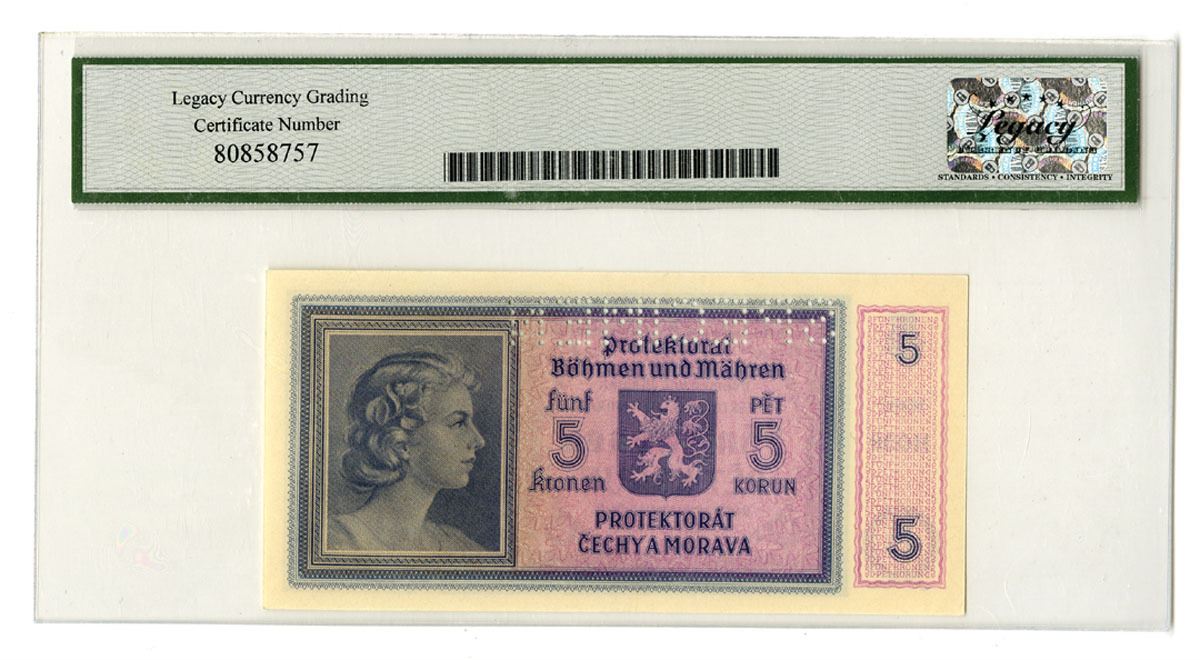 Legacy Currency Grading
Certificate Number
80858757
Legacy
STANDARDS • CONSISTENCY • INTEGRITY
Protektorat
Böhmen und Mähren
fünf
5
kronen
PĚT
5
KORUN
PROTEKTORÁT
ČECHY A MORAVA
5
5